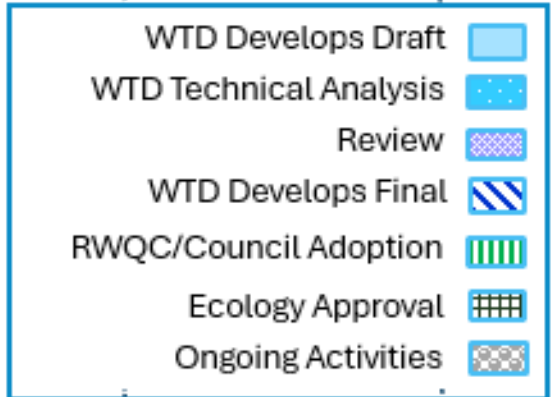 WTD Develops Draft
WTD Technical Analysis
Review
WTD Develops Final
RWQC/Council Adoption
Ecology Approval
Ongoing Activities